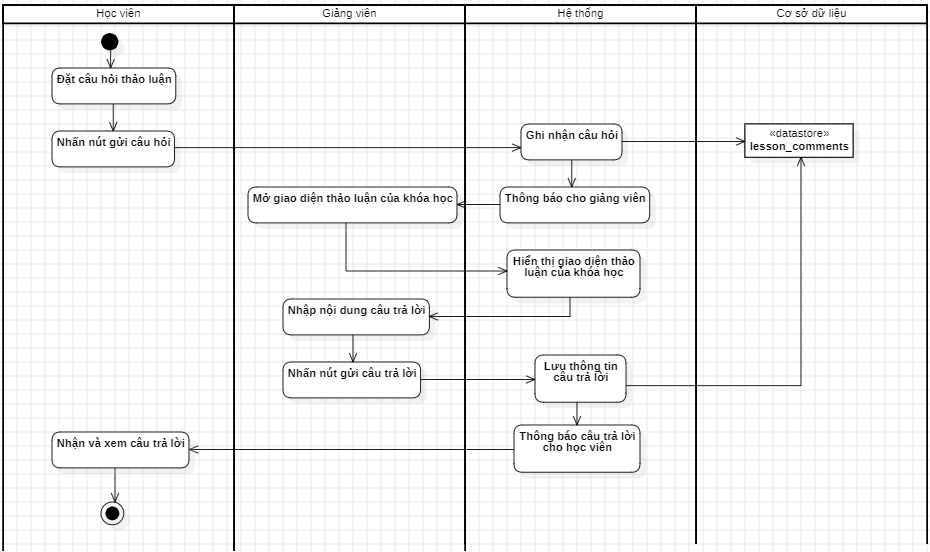 Học viên
Giảng viên
Hệ thống
Cơ sở dữ liệu
Đặt câu hỏi thảo luận
Nhấn nút gửi câu hỏi
Ghi nhận câu hỏi
«datastore»
lesson_comments
Mở giao diện thảo luận của khóa học
Thông báo cho giảng viên
Hiển thị giao diện thảo
luận của khóa học
Nhập nội dung câu trả lời
Nhấn nút gửi câu trả lời
Lưu thông tin
câu trả lời
Nhận và xem câu trả lời
Thông báo câu trả lời
cho học viên